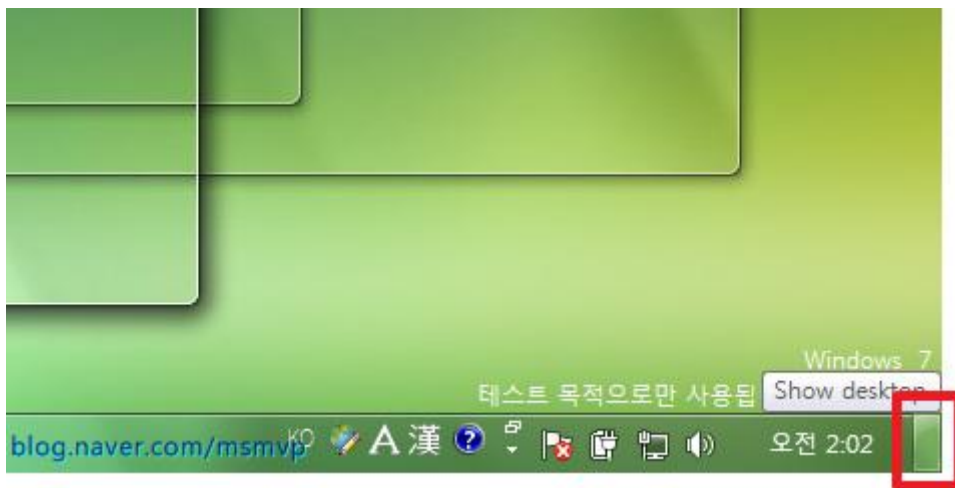 Windows 7
테스트 목적으로만 사용됩
Show desktop
blog.naver.com/msmvp
KO
A 漢 ?
오전 2:02